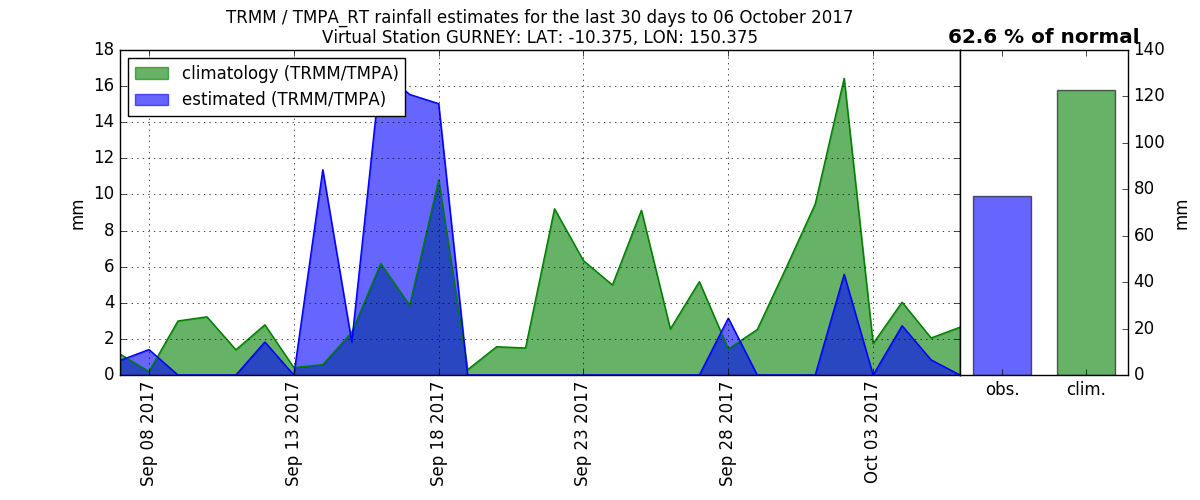 TRMM / TMPA_RT rainfall estimates for the last 30 days to 06 October 2017
Virtual Station GURNEY: LAT: -10.375, LON: 150.375
62.6 % of normal
climatology (TRMM/TMPA)
estimated (TRMM/TMPA)
18
16
14
12
10
8
6
4
2
0
mm
Sep 08 2017
Sep 13 2017
Sep 18 2017
Sep 23 2017
Sep 28 2017
Oct 03 2017
140
120
100
80
60
40
20
0
mm
obs.
clim.